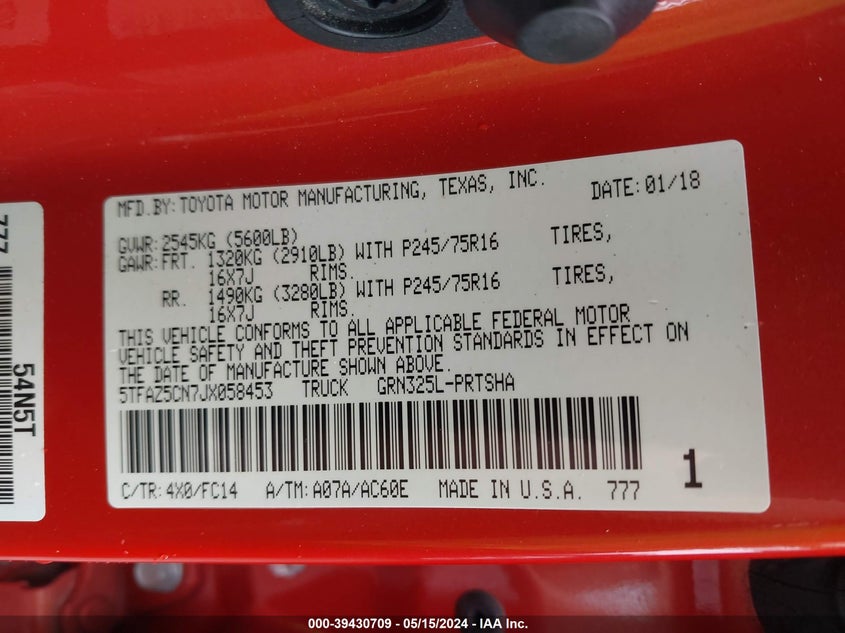 MFD.BY:TOYOTA MOTOR MANUFACTURING, TEXAS, INC. DATE:01/18
GVWR:2545KG (5600LB)
GAWR:FRT. 1320KG (2910LB) WITH P245/75R16 TIRES,
16X7J RIMS.
RR. 1490KG (3280LB) WITH P245/75R16 TIRES,
16X7J RIMS.
THIS VEHICLE CONFORMS TO ALL APPLICABLE FEDERAL MOTOR
VEHICLE SAFETY AND THEFT PREVENTION STANDARDS IN EFFECT ON
THE DATE OF MANUFACTURE SHOWN ABOVE.
5TFAZ5CN7JX058453 TRUCK GRN325L-PRTSHA
C/TR:4X0/FC14 A/TM:A07A/AC60E MADE IN U.S.A. 777 1
777
54N5T
000-39430709 - 05/15/2024 - IAA Inc.